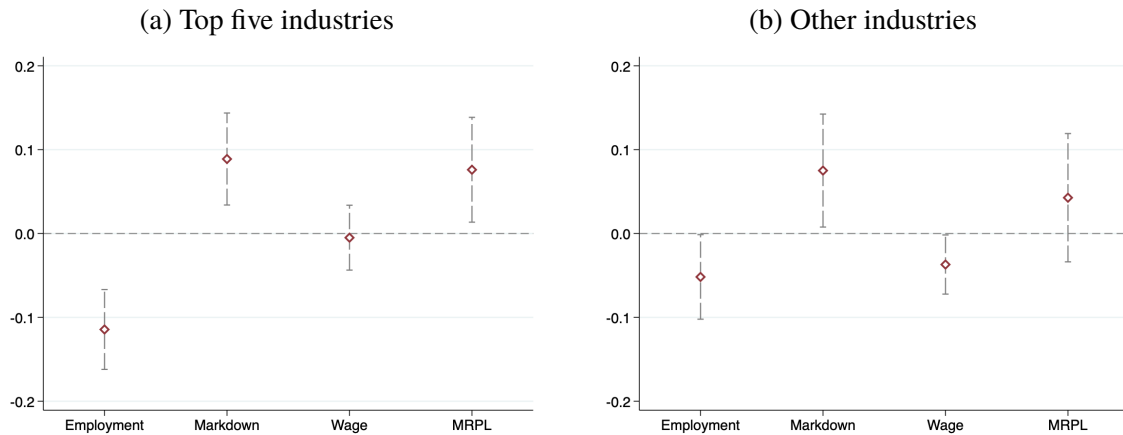 (a) Top five industries
0.2
0.1
0.0
-0.1
-0.2
Employment Markdown Wage MRPL
(b) Other industries
0.2
0.1
0.0
-0.1
-0.2
Employment Markdown Wage MRPL